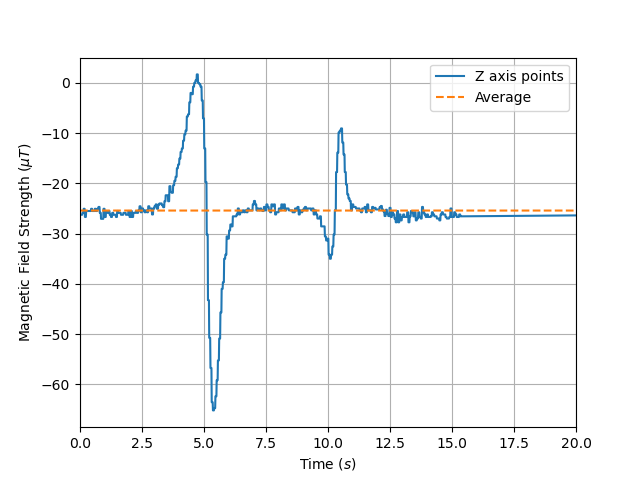 Z axis points
Average
0
−10
−20
−30
−40
−50
−60
Magnetic Field Strength (μT)
0.0 2.5 5.0 7.5 10.0 12.5 15.0 17.5 20.0
Time (s)